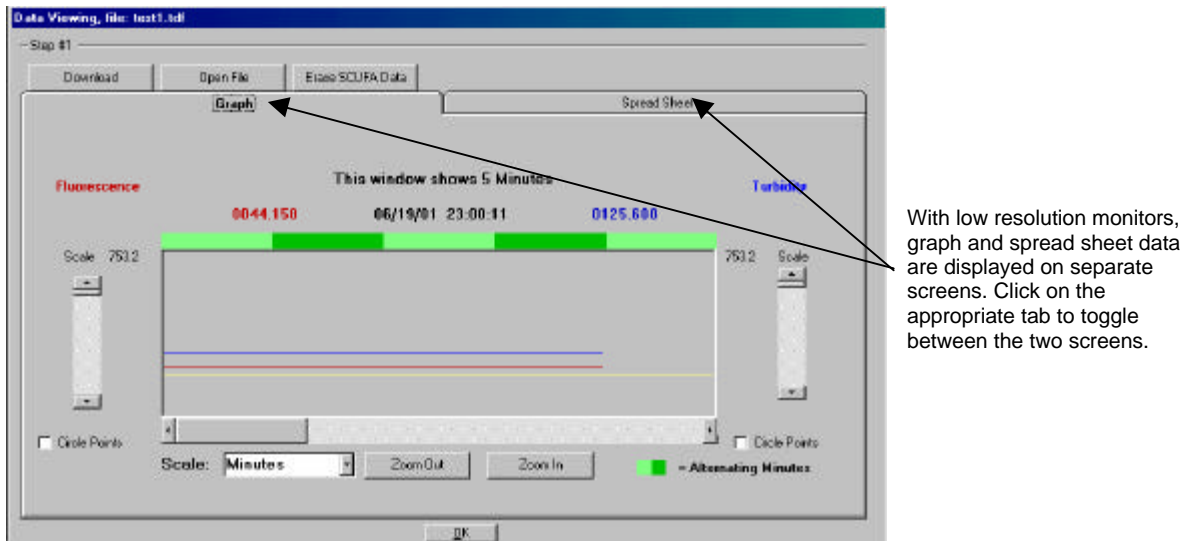 Data Viewing, file: test1.tdf
Step #1
Download Open File Erase SCUFA Data
Graph Spread Sheet
This window shows 5 Minutes
Fluorescence Turbidity
0044.150 06/19/01 23:00:11 0125.600
Scale 753.2 753.2 Scale
With low resolution monitors,
graph and spread sheet data
are displayed on separate
screens. Click on the
appropriate tab to toggle
between the two screens.
Circle Points Circle Points
Scale: Minutes Zoom Out Zoom In = Alternating Minutes
OK